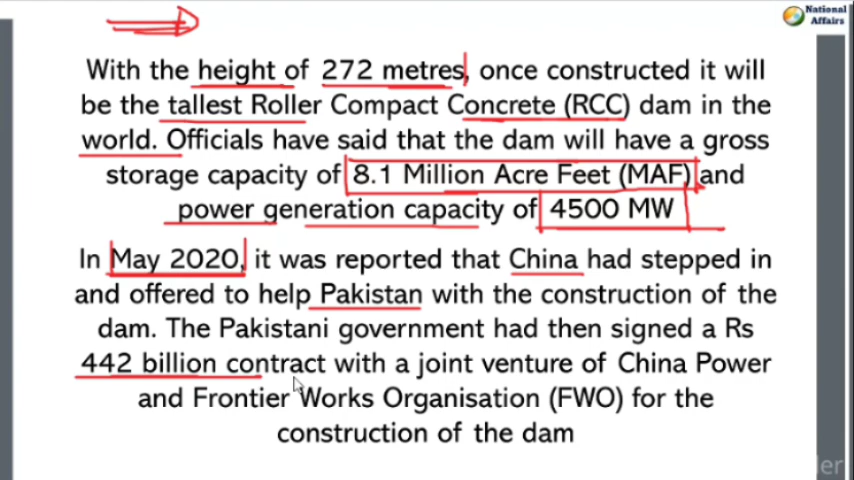 National
Affairs
With the height of 272 metres, once constructed it will
be the tallest Roller Compact Concrete (RCC) dam in the
world. Officials have said that the dam will have a gross
storage capacity of 8.1 Million Acre Feet (MAF) and
power generation capacity of 4500 MW
In May 2020, it was reported that China had stepped in
and offered to help Pakistan with the construction of the
dam. The Pakistani government had then signed a Rs
442 billion contract with a joint venture of China Power
and Frontier Works Organisation (FWO) for the
construction of the dam